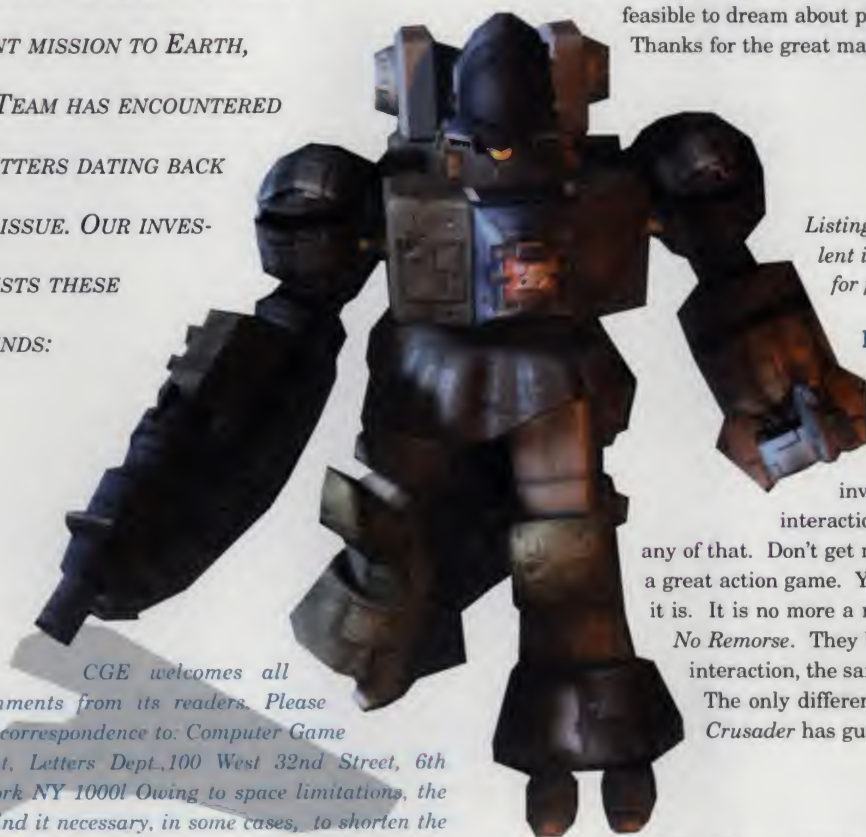 NT MISSION TO EARTH,
TEAM HAS ENCOUNTERED
TTERS DATING BACK
ISSUE. OUR INVES-
ISTS THESE
NDS:
CGE welcomes all
nments from its readers. Please
correspondence to: Computer Game
t, Letters Dept.,100 West 32nd Street, 6th
rk NY 1000l Owing to space limitations, the
ind it necessary, in some cases, to shorten the
feasible to dream about p
Thanks for the great ma
Listing
lent i
for
inv
interactio
any of that. Don't get
a great action game. Y
it is. It is no more a
No Remorse. They
interaction, the sa
The only differen
Crusader has gu